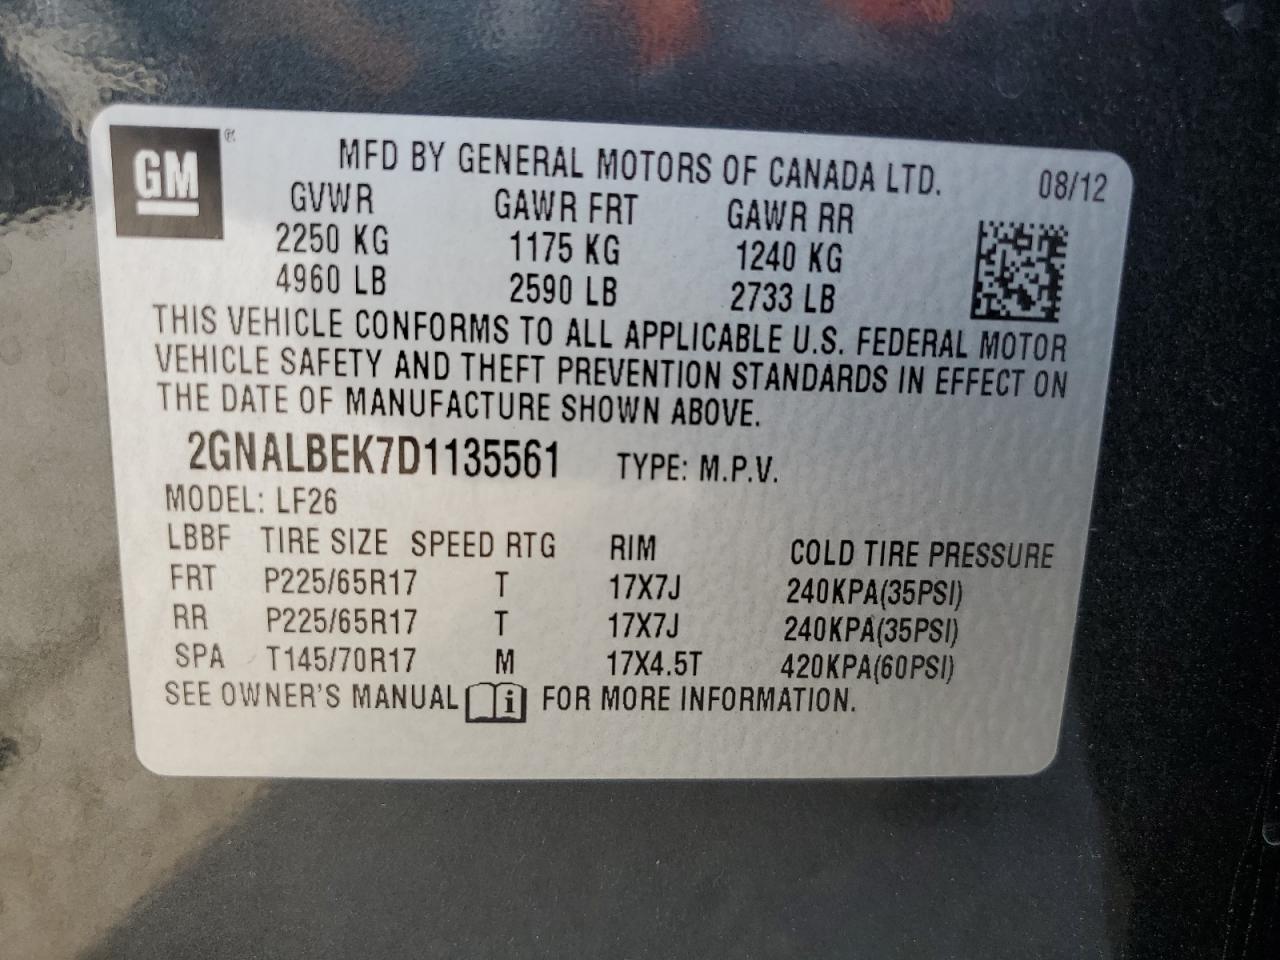 GM ®
MFD BY GENERAL MOTORS OF CANADA LTD. 08/12
GVWR GAWR FRT GAWR RR
2250 KG 1175 KG 1240 KG
4960 LB 2590 LB 2733 LB
THIS VEHICLE CONFORMS TO ALL APPLICABLE U.S. FEDERAL MOTOR
VEHICLE SAFETY AND THEFT PREVENTION STANDARDS IN EFFECT ON
THE DATE OF MANUFACTURE SHOWN ABOVE.
2GNALBEK7D1135561 TYPE: M.P.V.
MODEL: LF26
LBBF TIRE SIZE SPEED RTG RIM COLD TIRE PRESSURE
FRT P225/65R17 T 17X7J 240KPA(35PSI)
RR P225/65R17 T 17X7J 240KPA(35PSI)
SPA T145/70R17 M 17X4.5T 420KPA(60PSI)
SEE OWNER'S MANUAL i FOR MORE INFORMATION.